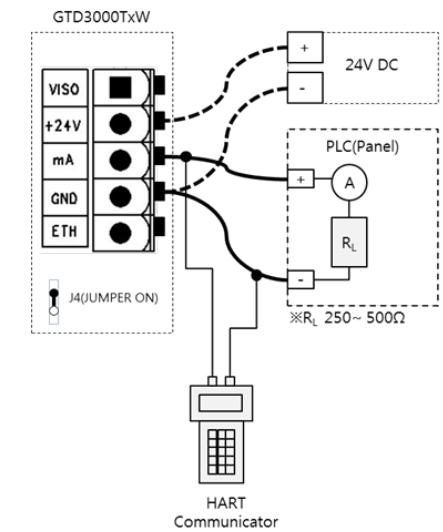 GTD3000TxW
VISO
+24V
mA
GND
ETH
J4(JUMPER ON)
+
-
24V DC
PLC(Panel)
+
A
RL
-
※RL 250~ 500Ω
HART
Communicator